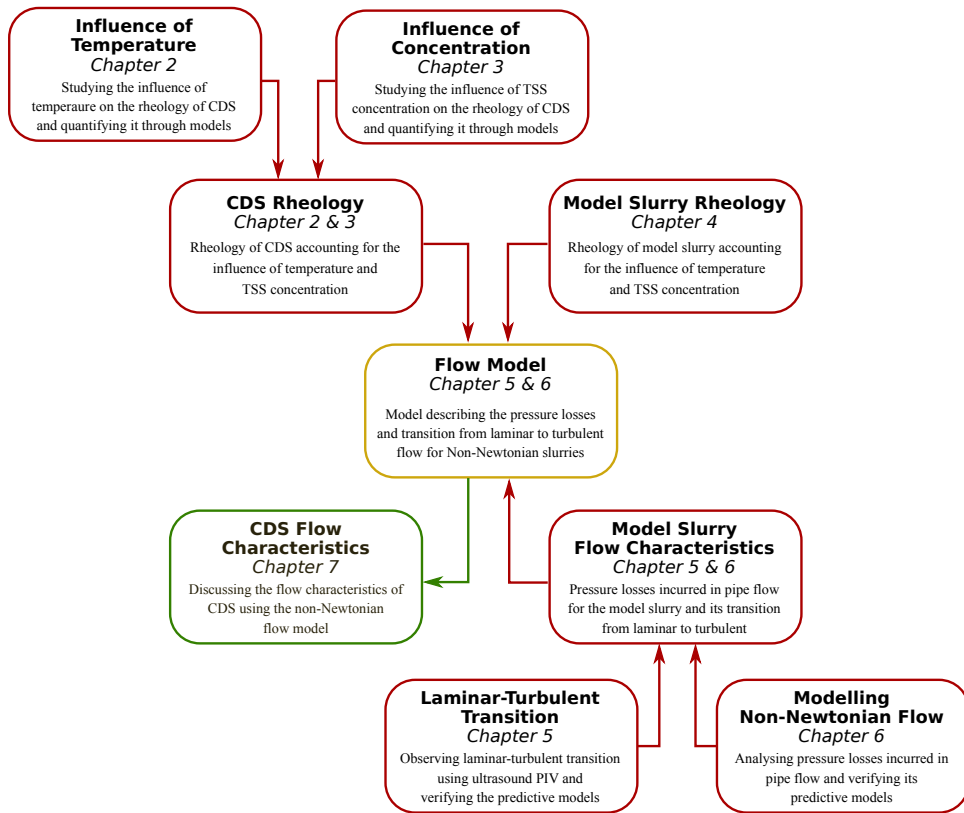 Influence of
Temperature
Chapter 2
Studying the influence of
temperaure on the rheology of CDS
and quantifying it through models
Influence of
Concentration
Chapter 3
Studying the influence of TSS
concentration on the rheology of CDS
and quantifying it through models
CDS Rheology
Chapter 2 & 3
Rheology of CDS accounting for the
influence of temperature and
TSS concentration
Model Slurry Rheology
Chapter 4
Rheology of model slurry accounting
for the influence of temperature
and TSS concentration
Flow Model
Chapter 5 & 6
Model describing the pressure losses
and transition from laminar to turbulent
flow for Non-Newtonian slurries
CDS Flow
Characteristics
Chapter 7
Discussing the flow characteristics of
CDS using the non-Newtonian
flow model
Model Slurry
Flow Characteristics
Chapter 5 & 6
Pressure losses incurred in pipe flow
for the model slurry and its transition
from laminar to turbulent
Laminar-Turbulent
Transition
Chapter 5
Observing laminar-turbulent transition
using ultrasound PIV and
verifying the predictive models
Modelling
Non-Newtonian Flow
Chapter 6
Analysing pressure losses incurred in
pipe flow and verifying its
predictive models